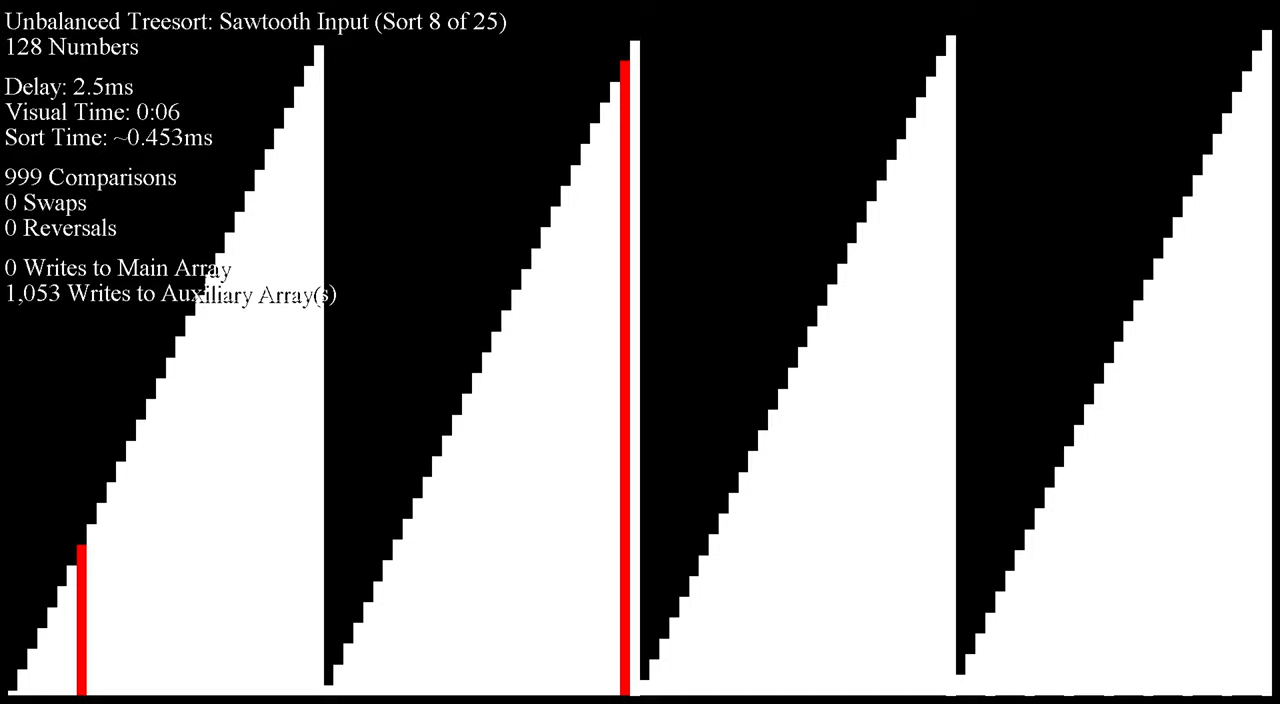 Unbalanced Treesort: Sawtooth Input (Sort 8 of 25)
128 Numbers
Delay: 2.5ms
Visual Time: 0:06
Sort Time: ~0.453ms
999 Comparisons
0 Swaps
0 Reversals
0 Writes to Main Array
1,053 Writes to Auxiliary Array(s)